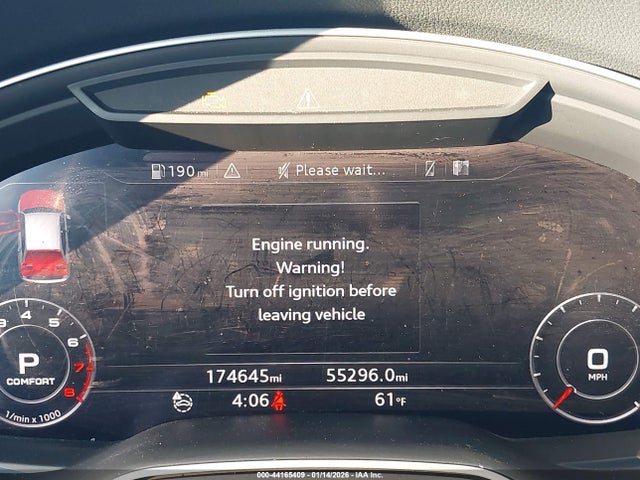 190 mi
Please wait...
Engine running.
Warning!
Turn off ignition before
leaving vehicle
3 4 5 6 7 8
P
COMFORT
1/min x 1000
0
MPH
174645mi 55296.0mi
4:06 61°F
000-44165409 - 01/14/2026 - IAA Inc.